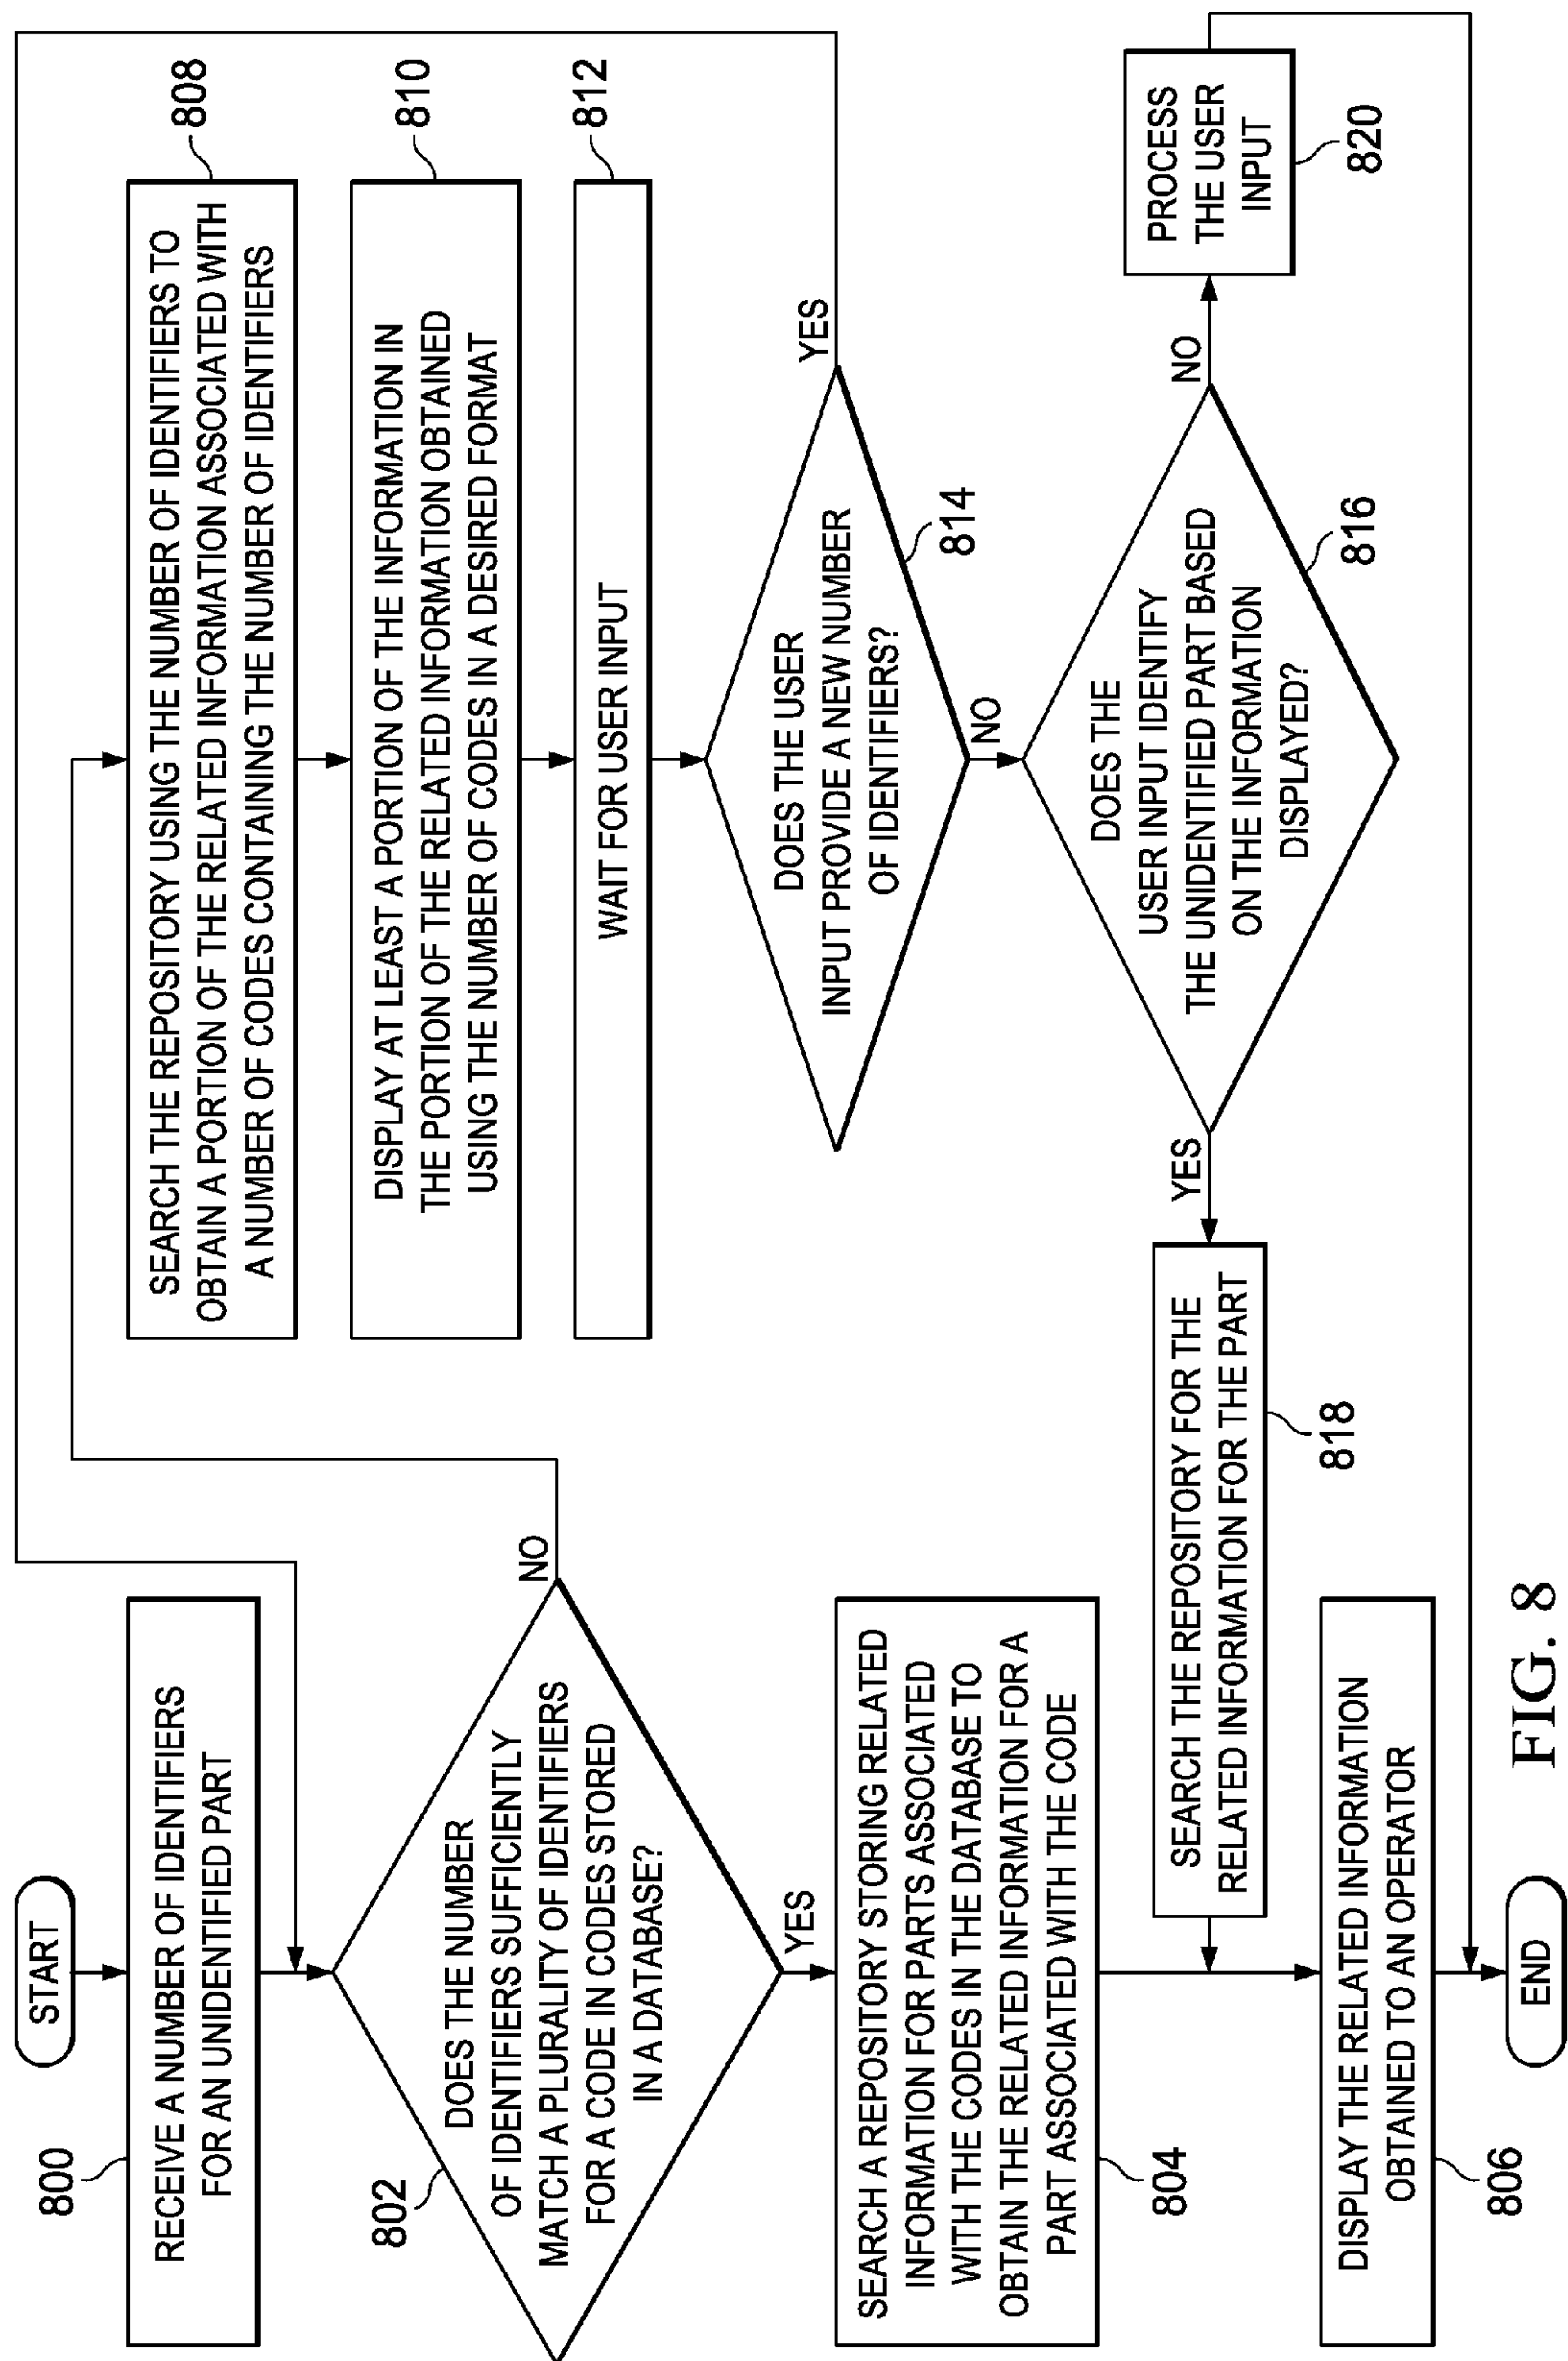 START
800
RECEIVE A NUMBER OF IDENTIFIERS
FOR AN UNIDENTIFIED PART
802
DOES THE NUMBER
OF IDENTIFIERS SUFFICIENTLY
MATCH A PLURALITY OF IDENTIFIERS
FOR A CODE IN CODES STORED
IN A DATABASE?
NO
YES
SEARCH A REPOSITORY STORING RELATED
INFORMATION FOR PARTS ASSOCIATED
WITH THE CODES IN THE DATABASE TO
OBTAIN THE RELATED INFORMATION FOR A
PART ASSOCIATED WITH THE CODE
804
DISPLAY THE RELATED INFORMATION
OBTAINED TO AN OPERATOR
806
END
808
SEARCH THE REPOSITORY USING THE NUMBER OF IDENTIFIERS TO
OBTAIN A PORTION OF THE RELATED INFORMATION ASSOCIATED WITH
A NUMBER OF CODES CONTAINING THE NUMBER OF IDENTIFIERS
810
DISPLAY AT LEAST A PORTION OF THE INFORMATION IN
THE PORTION OF THE RELATED INFORMATION OBTAINED
USING THE NUMBER OF CODES IN A DESIRED FORMAT
812
WAIT FOR USER INPUT
DOES THE USER
INPUT PROVIDE A NEW NUMBER
OF IDENTIFIERS?
YES
814
NO
DOES THE
USER INPUT IDENTIFY
THE UNIDENTIFIED PART BASED
ON THE INFORMATION
DISPLAYED?
816
YES
NO
SEARCH THE REPOSITORY FOR THE
RELATED INFORMATION FOR THE PART
818
PROCESS
THE USER
INPUT
820
FIG. 8